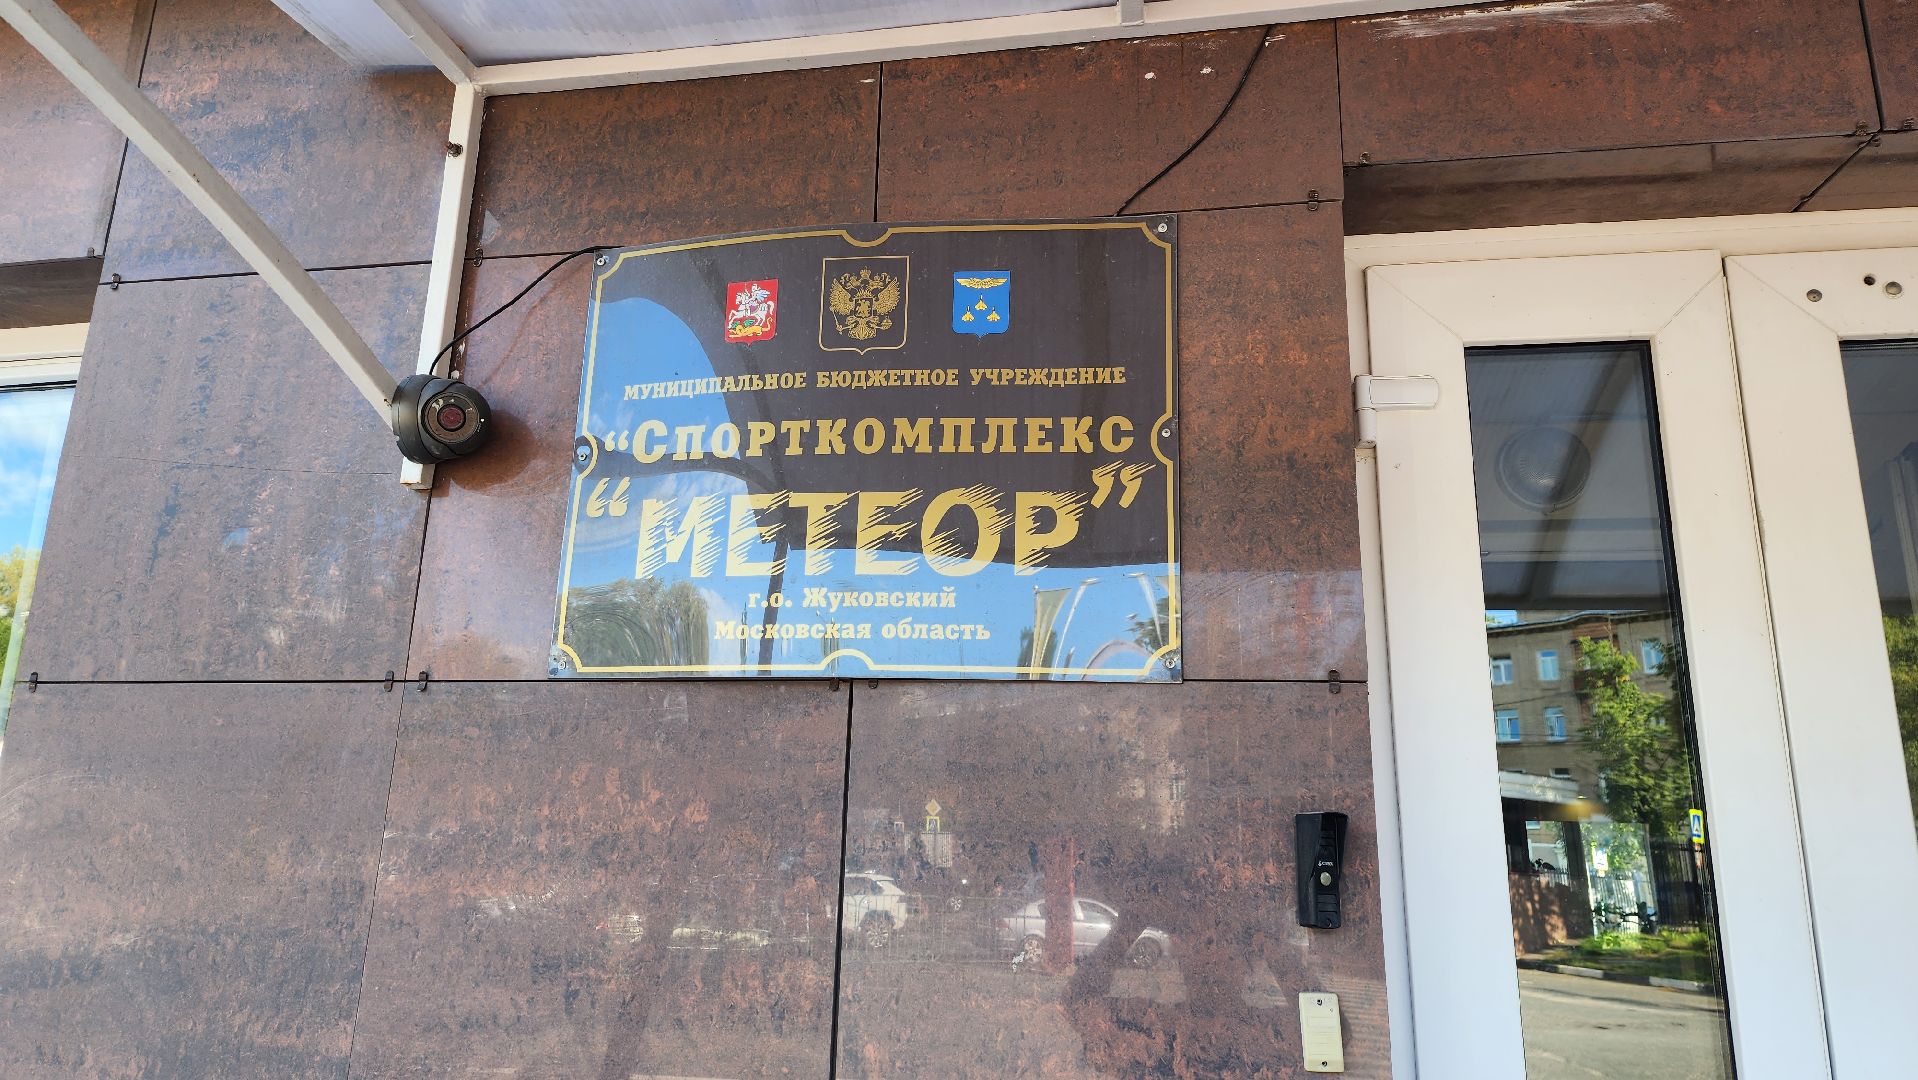 МУНИЦИПАЛЬНОЕ БЮДЖЕТНОЕ УЧРЕЖДЕНИЕ
“СПОРТКОМПЛЕКС
“МЕТЕОР”
г.о. Жуковский
Московская область